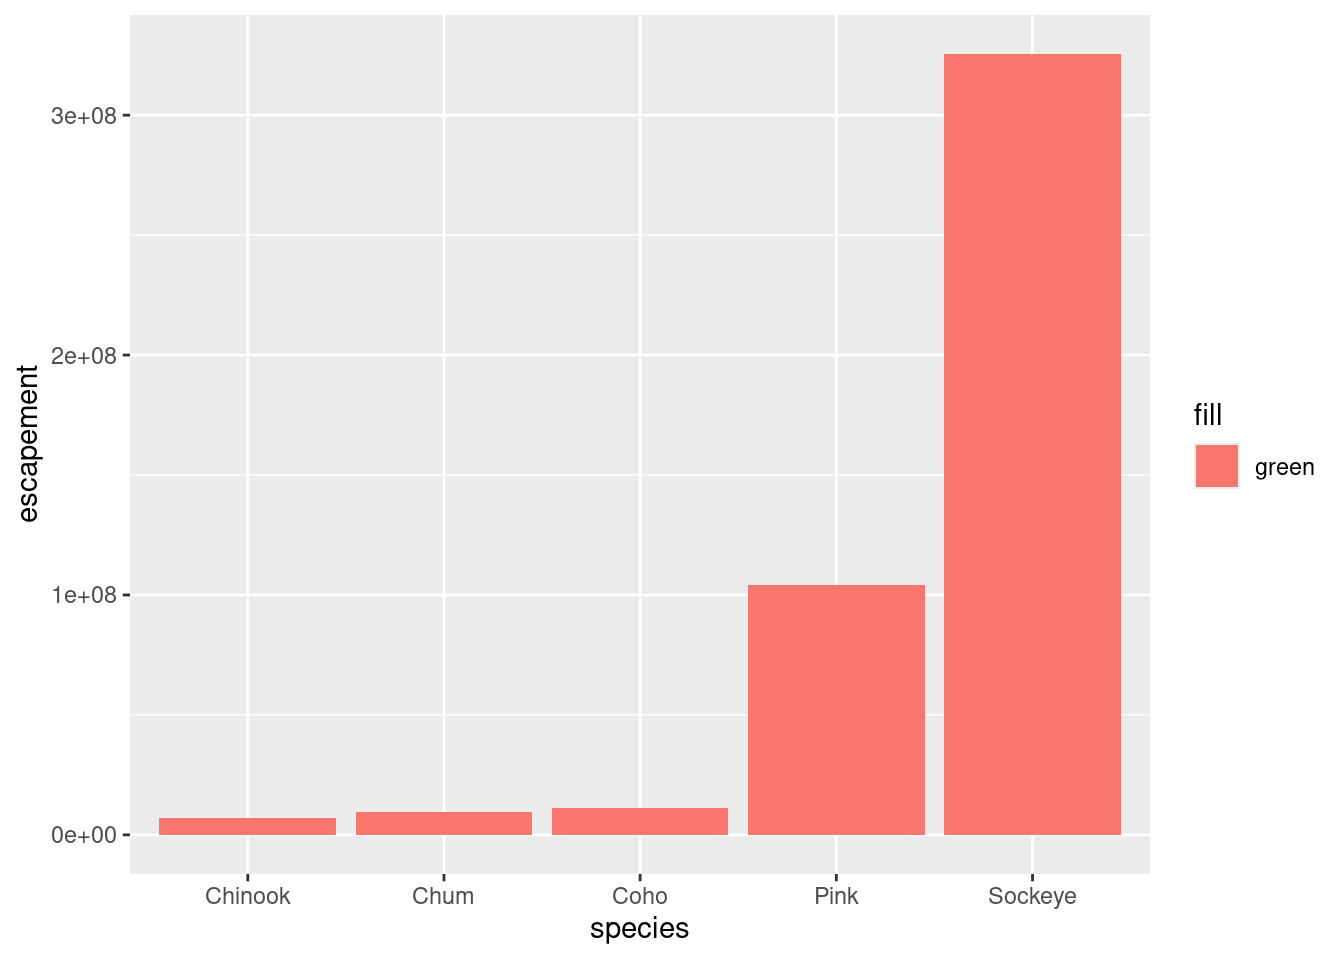 3e+08
2e+08
1e+08
0e+00
escapement
Chinook Chum Coho Pink Sockeye
species
fill
green